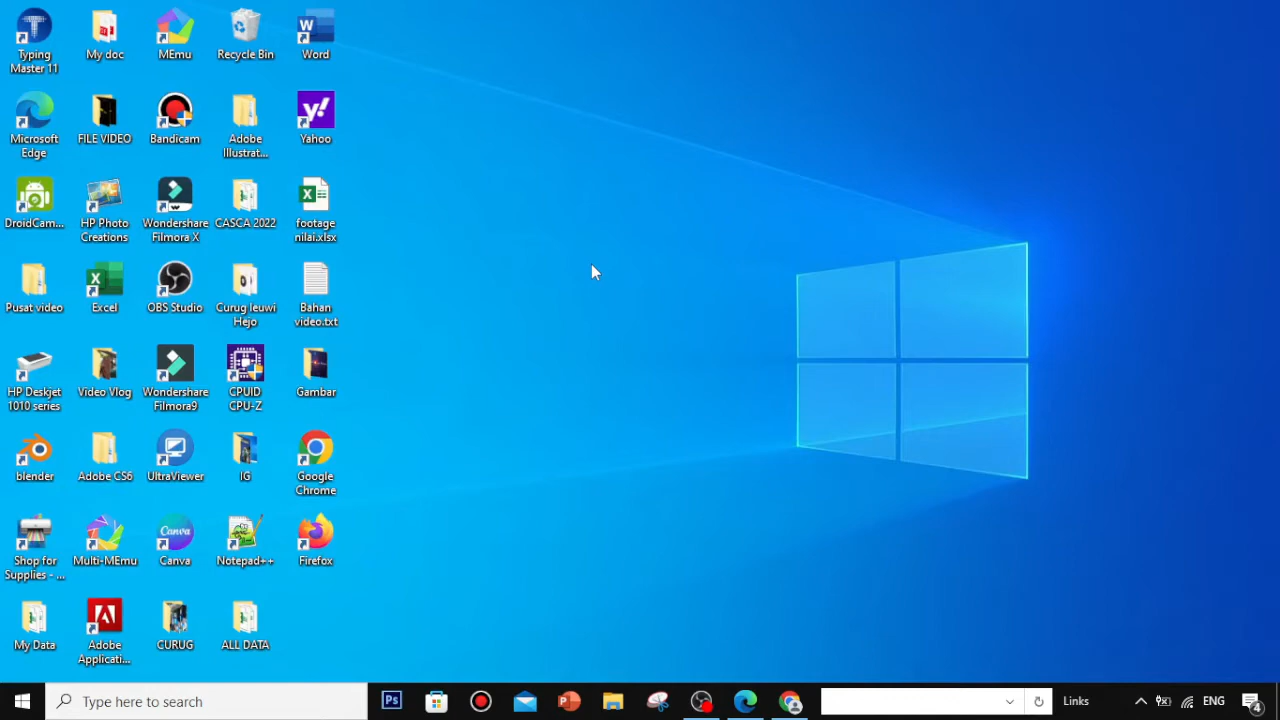 Typing
Master 11
My doc
MEmu
Recycle Bin
Word
Microsoft
Edge
FILE VIDEO
Bandicam
Adobe
Illustrat...
Yahoo
DroidCam...
HP Photo
Creations
Wondershare
Filmora X
CASCA 2022
footage
nilai.xlsx
Pusat video
Excel
OBS Studio
Curug leuwi
Hejo
Bahan
video.txt
HP Deskjet
1010 series
Video Vlog
Wondershare
Filmora9
CPUID
CPU-Z
Gambar
blender
Adobe CS6
UltraViewer
IG
Google
Chrome
Shop for
Supplies - ...
Multi-MEmu
Canva
Canva
Notepad++
Firefox
My Data
Adobe
Applicati...
CURUG
ALL DATA
Type here to search
Ps
Links
ENG
4